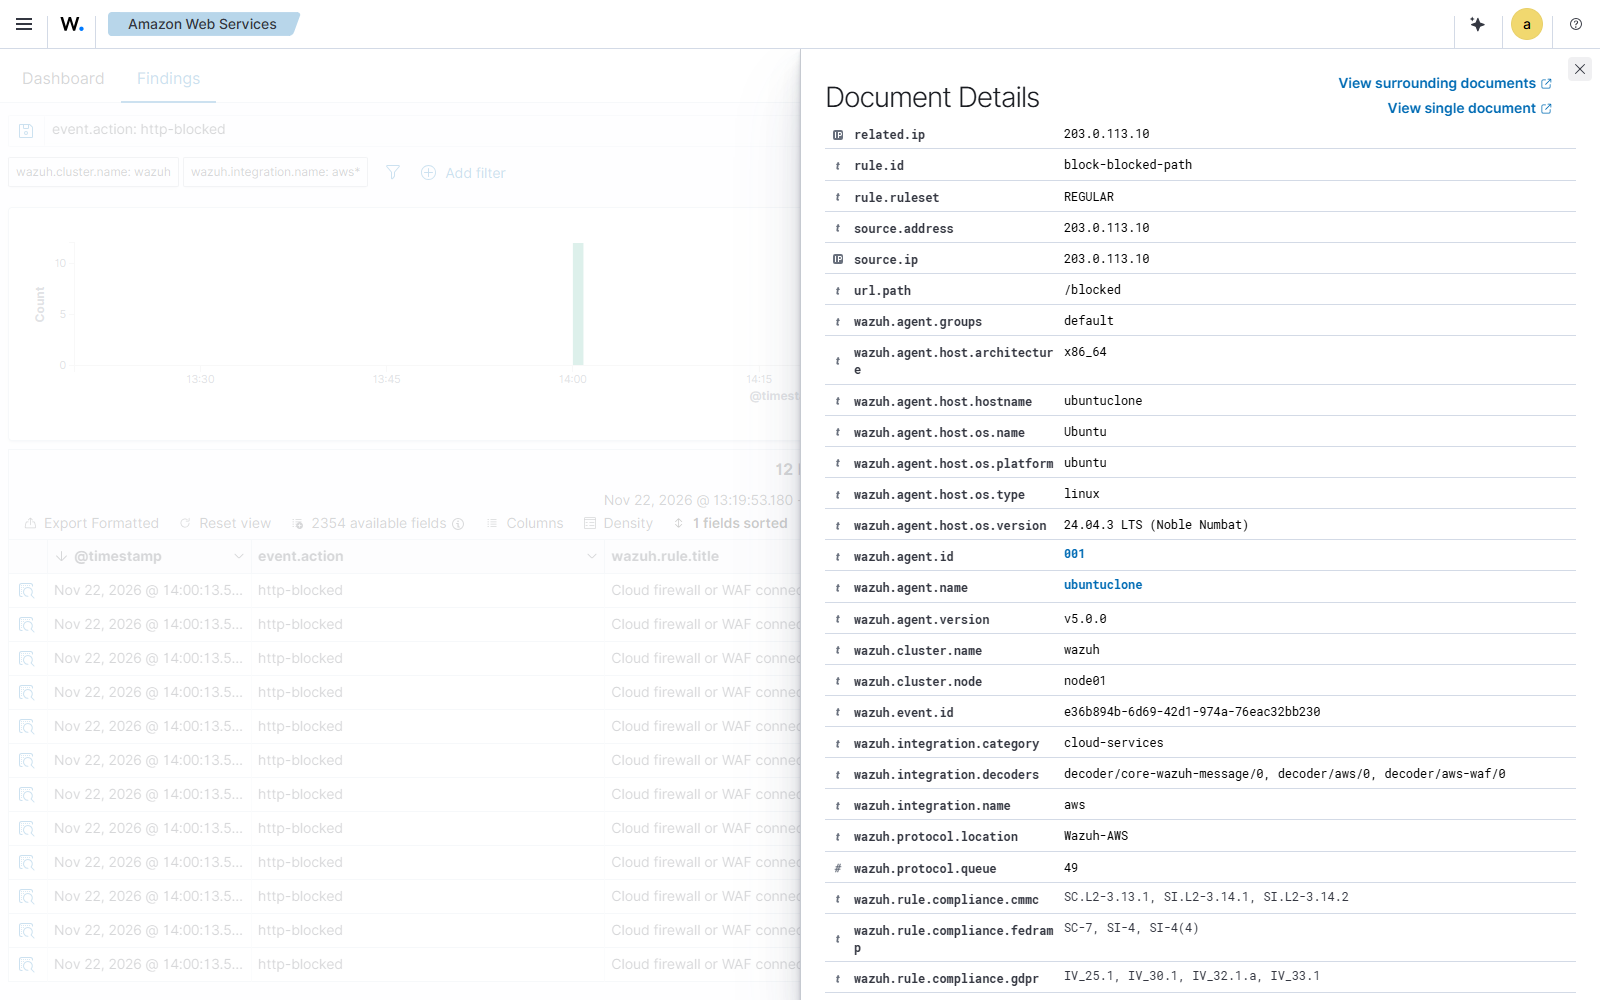 W.
Amazon Web Services
a
Dashboard
Findings
event.action: http-blocked
wazuh.cluster.name: wazuh
wazuh.integration.name: aws*
Add filter
Count
10
5
0
13:30
13:45
14:00
14:15
@timest
12
Nov 22, 2026 @ 13:19:53.180 -
Export Formatted
Reset view
2354 available fields
Columns
Density
1 fields sorted
@timestamp
event.action
wazuh.rule.title
Nov 22, 2026 @ 14:00:13.5... http-blocked Cloud firewall or WAF connec
Nov 22, 2026 @ 14:00:13.5... http-blocked Cloud firewall or WAF connec
Nov 22, 2026 @ 14:00:13.5... http-blocked Cloud firewall or WAF connec
Nov 22, 2026 @ 14:00:13.5... http-blocked Cloud firewall or WAF connec
Nov 22, 2026 @ 14:00:13.5... http-blocked Cloud firewall or WAF connec
Nov 22, 2026 @ 14:00:13.5... http-blocked Cloud firewall or WAF connec
Nov 22, 2026 @ 14:00:13.5... http-blocked Cloud firewall or WAF connec
Nov 22, 2026 @ 14:00:13.5... http-blocked Cloud firewall or WAF connec
Nov 22, 2026 @ 14:00:13.5... http-blocked Cloud firewall or WAF connec
Nov 22, 2026 @ 14:00:13.5... http-blocked Cloud firewall or WAF connec
Nov 22, 2026 @ 14:00:13.5... http-blocked Cloud firewall or WAF connec
Nov 22, 2026 @ 14:00:13.5... http-blocked Cloud firewall or WAF connec
Document Details
View surrounding documents
View single document
IP related.ip 203.0.113.10
t rule.id block-blocked-path
t rule.ruleset REGULAR
t source.address 203.0.113.10
IP source.ip 203.0.113.10
t url.path /blocked
t wazuh.agent.groups default
t wazuh.agent.host.architectur x86_64
e
t wazuh.agent.host.hostname ubuntuclone
t wazuh.agent.host.os.name Ubuntu
t wazuh.agent.host.os.platform ubuntu
t wazuh.agent.host.os.type linux
t wazuh.agent.host.os.version 24.04.3 LTS (Noble Numbat)
t wazuh.agent.id 001
t wazuh.agent.name ubuntuclone
t wazuh.agent.version v5.0.0
t wazuh.cluster.name wazuh
t wazuh.cluster.node node01
t wazuh.event.id e36b894b-6d69-42d1-974a-76eac32bb230
t wazuh.integration.category cloud-services
t wazuh.integration.decoders decoder/core-wazuh-message/0, decoder/aws/0, decoder/aws-waf/0
t wazuh.integration.name aws
t wazuh.protocol.location Wazuh-AWS
# wazuh.protocol.queue 49
t wazuh.rule.compliance.cmmc SC.L2-3.13.1, SI.L2-3.14.1, SI.L2-3.14.2
t wazuh.rule.compliance.fedram SC-7, SI-4, SI-4(4)
p
t wazuh.rule.compliance.gdpr IV_25.1, IV_30.1, IV_32.1.a, IV_33.1